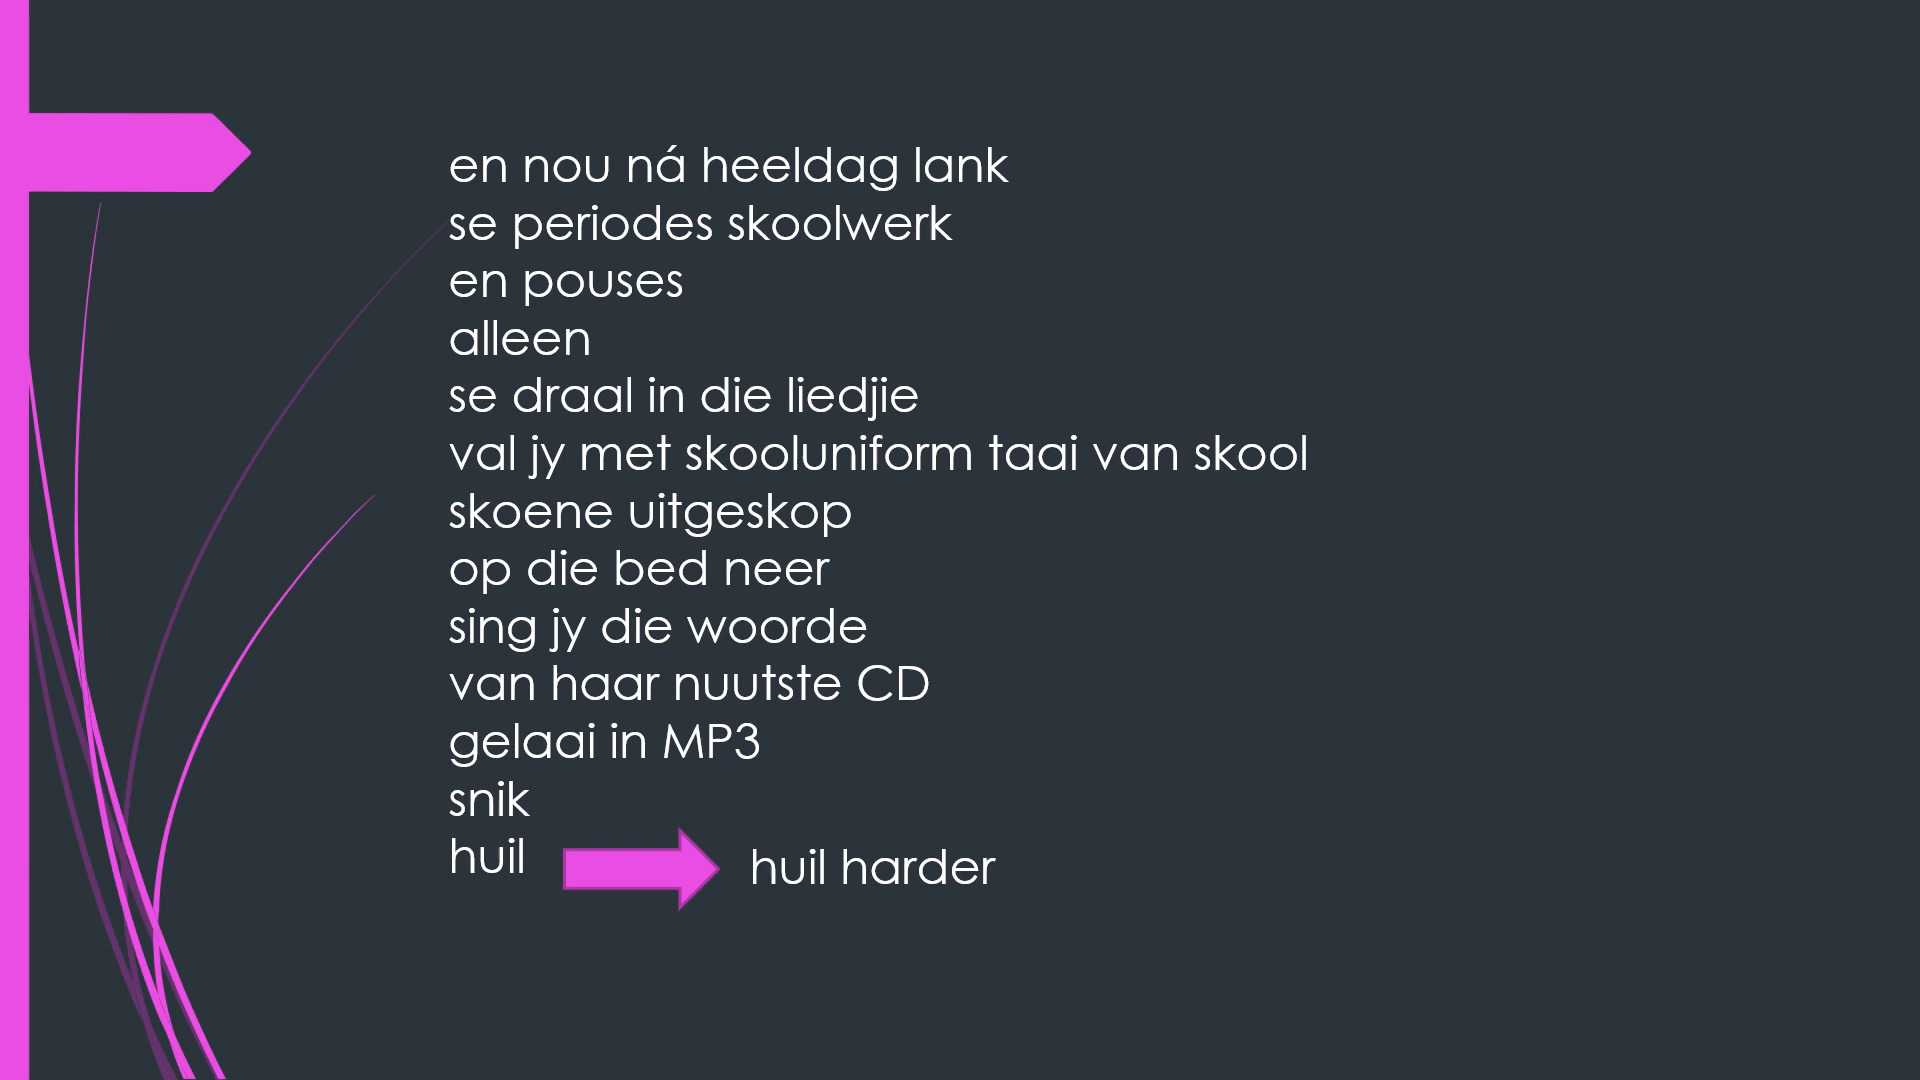 en nou ná heeldag lank
se periodes skoolwerk
en pouses
alleen
se draal in die liedjie
val jy met skooluniform taai van skool
skoene uitgeskop
op die bed neer
sing jy die woorde
van haar nuutste CD
gelaai in MP3
snik
huil
huil harder